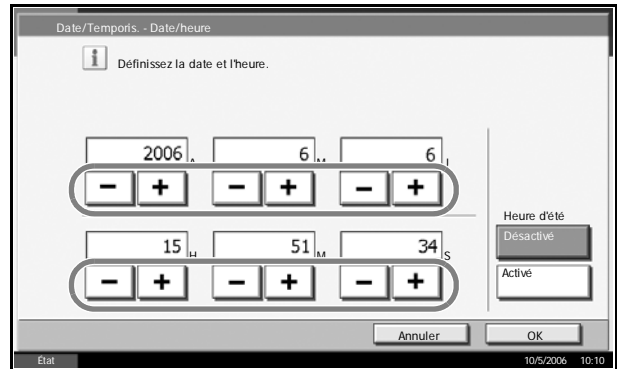 Date/Temporis. - Date/heure
Définissez la date et l'heure.
2006 A 6 M 6 J
- + - + - +
Heure d'été
Désactivé
15 H 51 M 34 S
- + - + - +
Activé
Annuler OK
État 10/5/2006 10:10